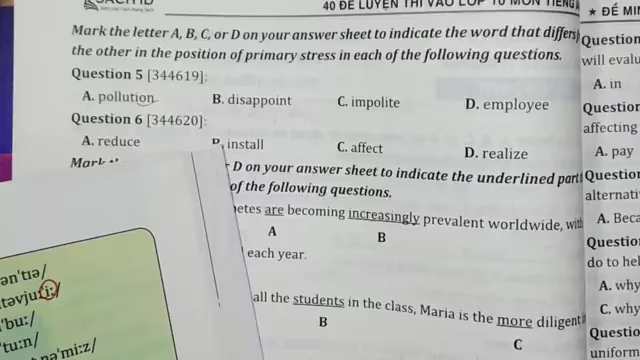 40 ĐỀ LUYỆN THI VÀO LỚP 10 MÔN TIẾNG
Mark the letter A, B, C, or D on your answer sheet to indicate the word that differs
the other in the position of primary stress in each of the following questions.
Question 5 [344619]:
A. pollution B. disappoint C. impolite D. employee
Question 6 [344620]:
A. reduce B. install C. affect D. realize
Mark D on your answer sheet to indicate the underlined part
of the following questions.
are becoming increasingly prevalent worldwide, with
A B
each year.
all the students in the class, Maria is the more diligent
B C
ən'tɪə/
təvju:'i:/
'bu:/
'tu:n/
nə'mi:z/
★ ĐỀ MI
Question
will evalu
A. in
Question
affecting
A. pay
Question
alternati
A. Beca
Questio
do to hel
A. why
C. why
Questio
uniform